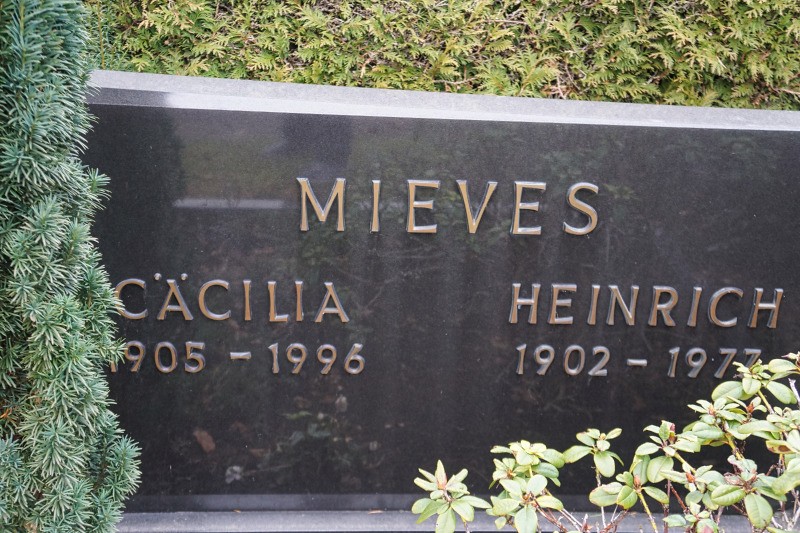 MIEVES
CÄCILIA HEINRICH
1905 – 1996 1902 – 1977